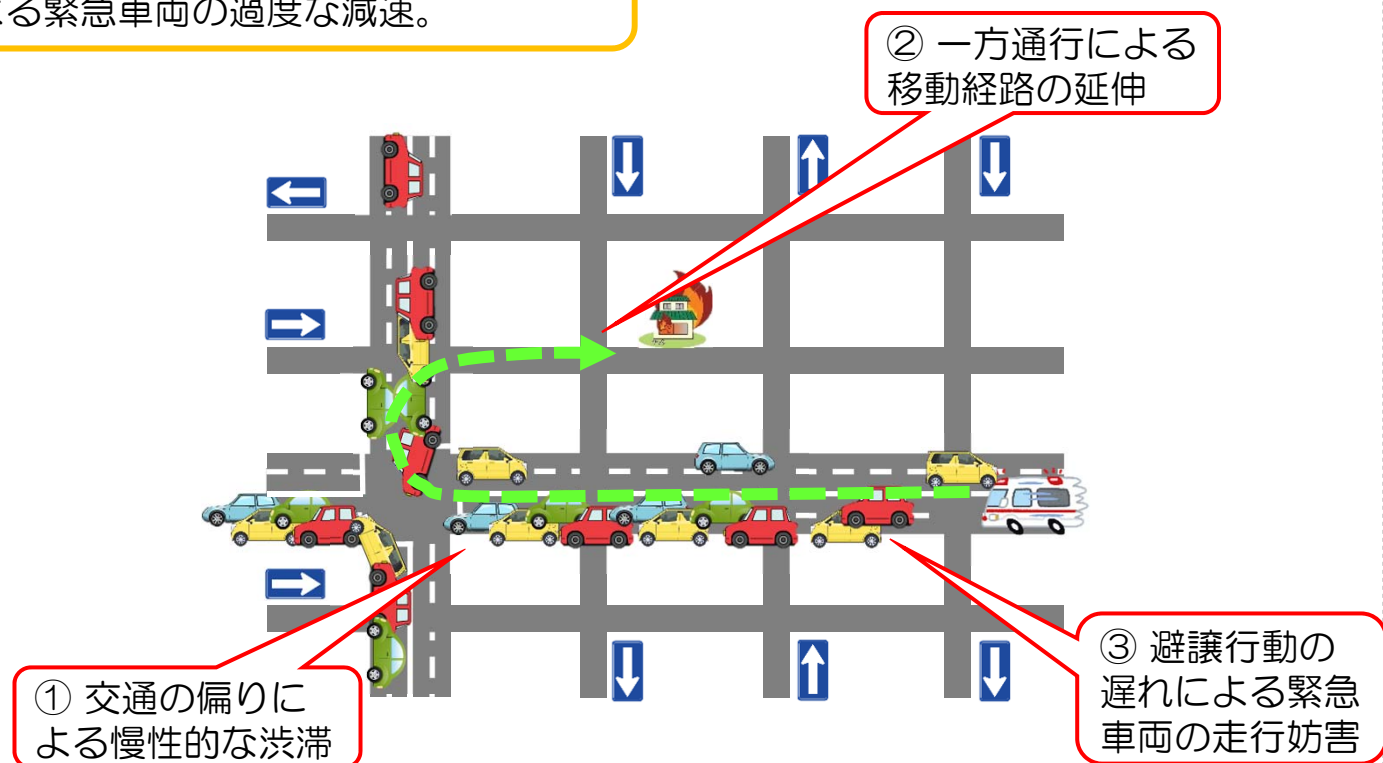 る緊急車両の過度な減速。
② 一方通行による
移動経路の延伸
① 交通の偏りに
よる慢性的な渋滞
③ 避譲行動の
遅れによる緊急
車両の走行妨害